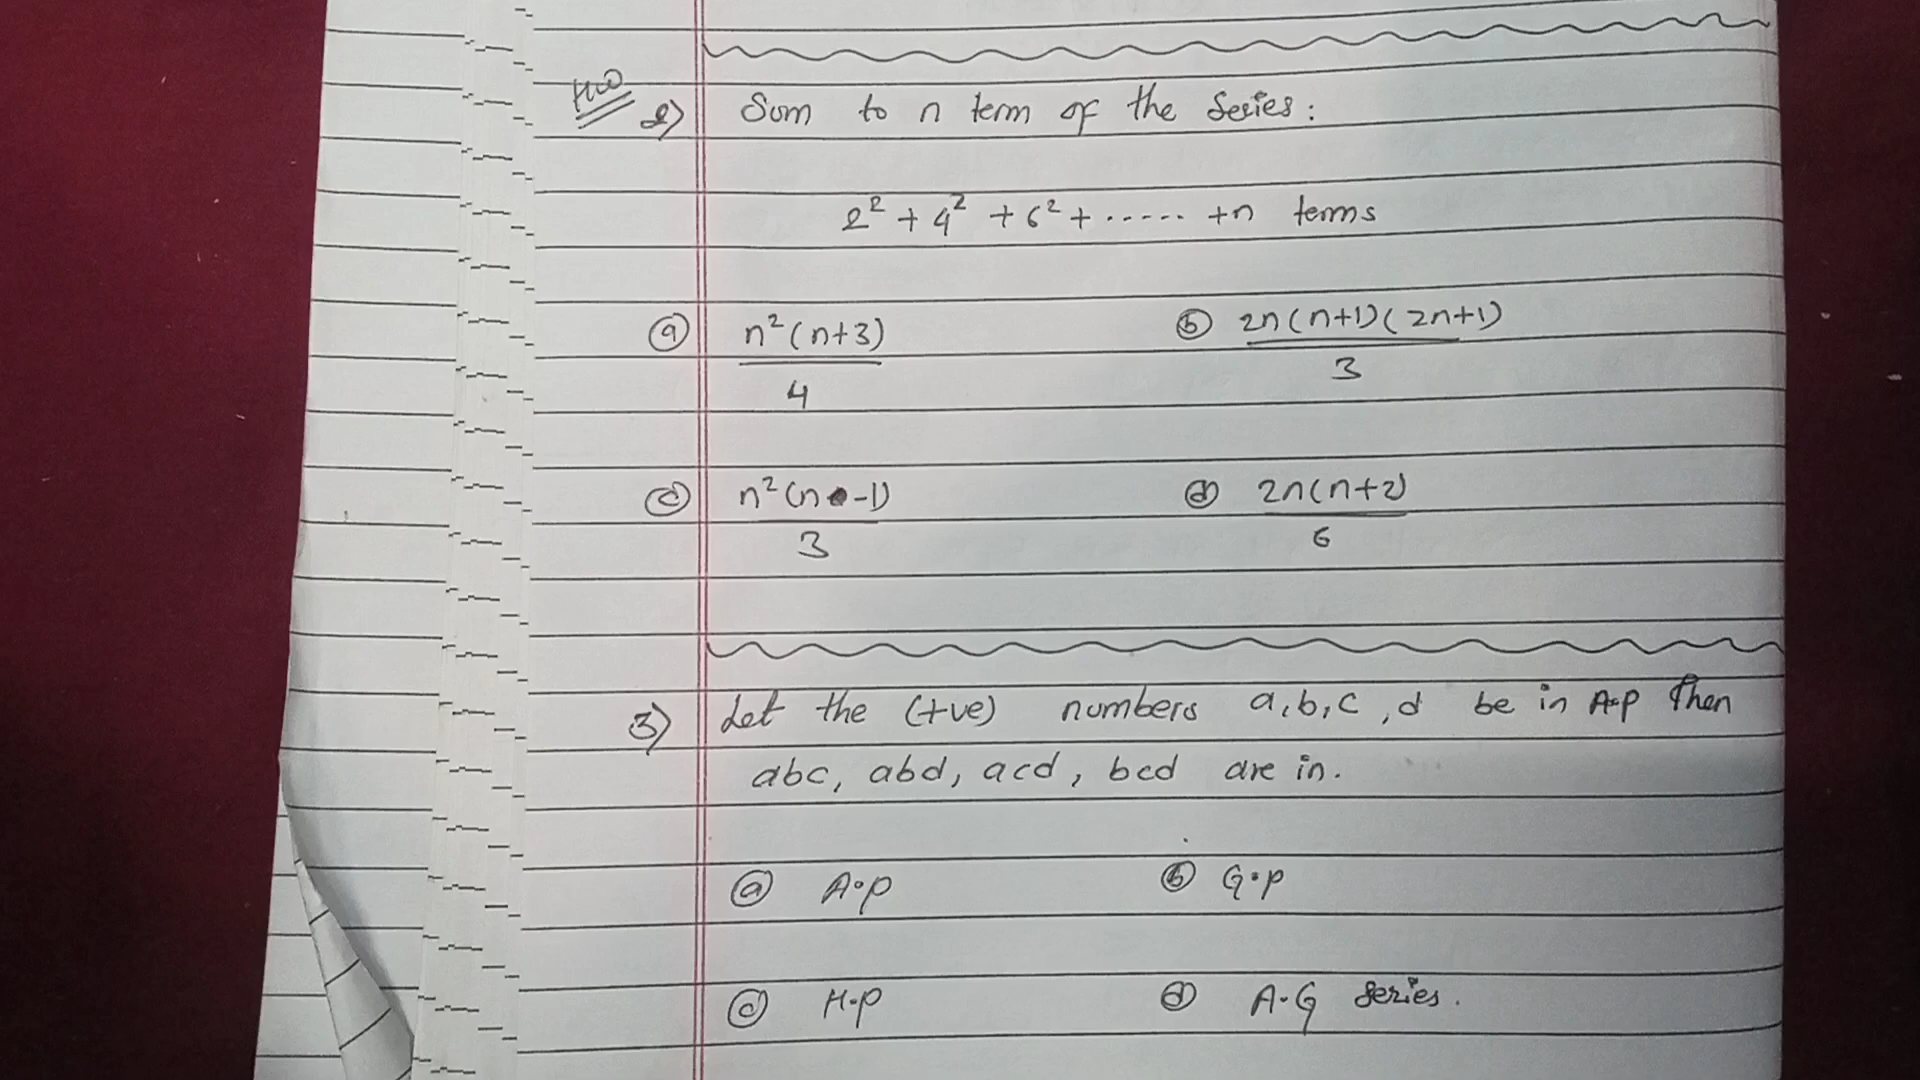 HW
2) Sum to n term of the Series:
2² + 4² + 6² + ..... +n terms
(a) n²(n+3)/4 (b) 2n(n+1)(2n+1)/3
(c) n²(n-1)/3 (d) 2n(n+2)/6
3) Let the (+ve) numbers a,b,c,d be in A.P then
abc, abd, acd, bcd are in.
(a) A.P (b) G.P
(c) H.P (d) A.G series.